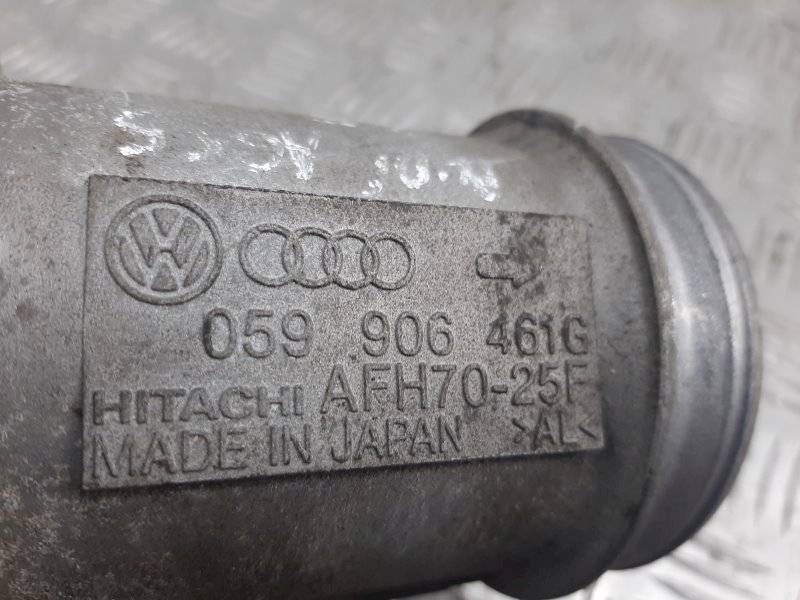 059 906 461G
HITACHI AFH70-25F
MADE IN JAPAN >AL<